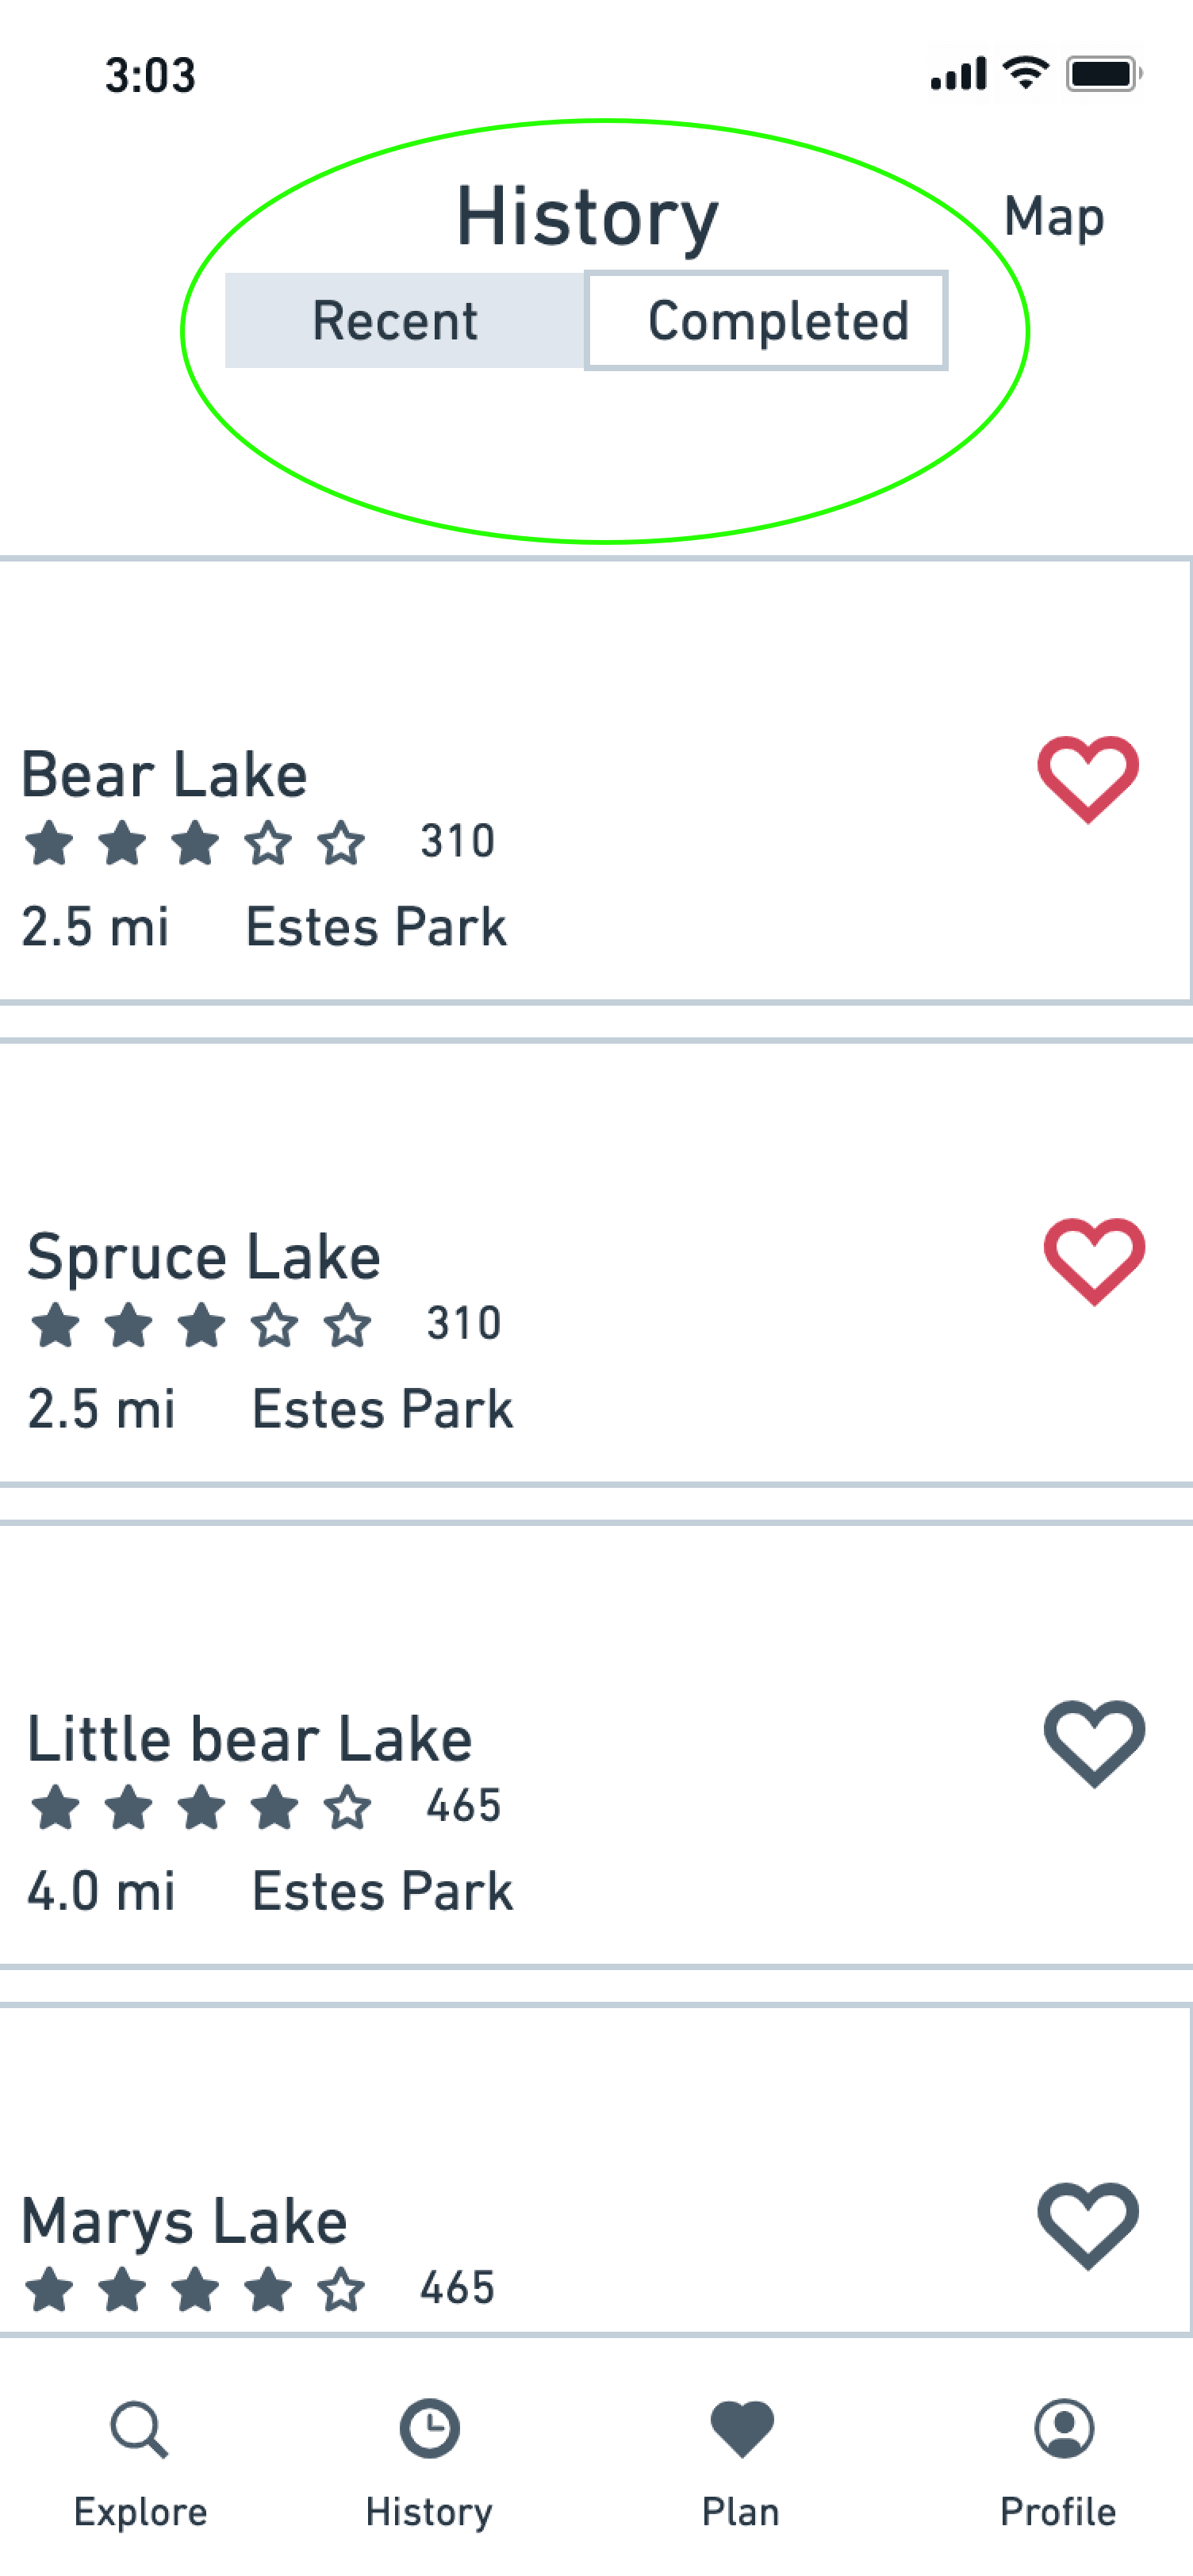 3:03
History
Map
Recent
Completed
Bear Lake
310
2.5 mi Estes Park
Spruce Lake
310
2.5 mi Estes Park
Little bear Lake
465
4.0 mi Estes Park
Marys Lake
465
Explore
History
Plan
Profile